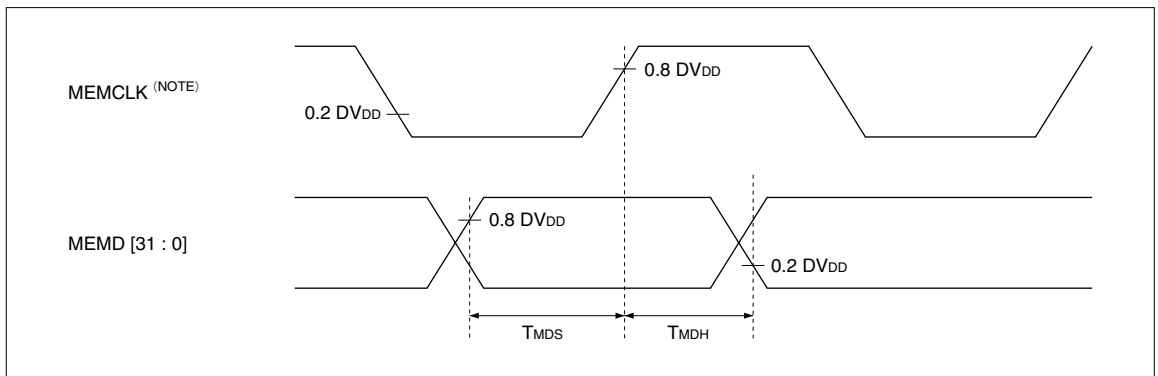 MEMCLK (NOTE)
0.8 DVDD
0.2 DVDD
MEMD [31 : 0]
0.8 DVDD
0.2 DVDD
TMDS
TMDH